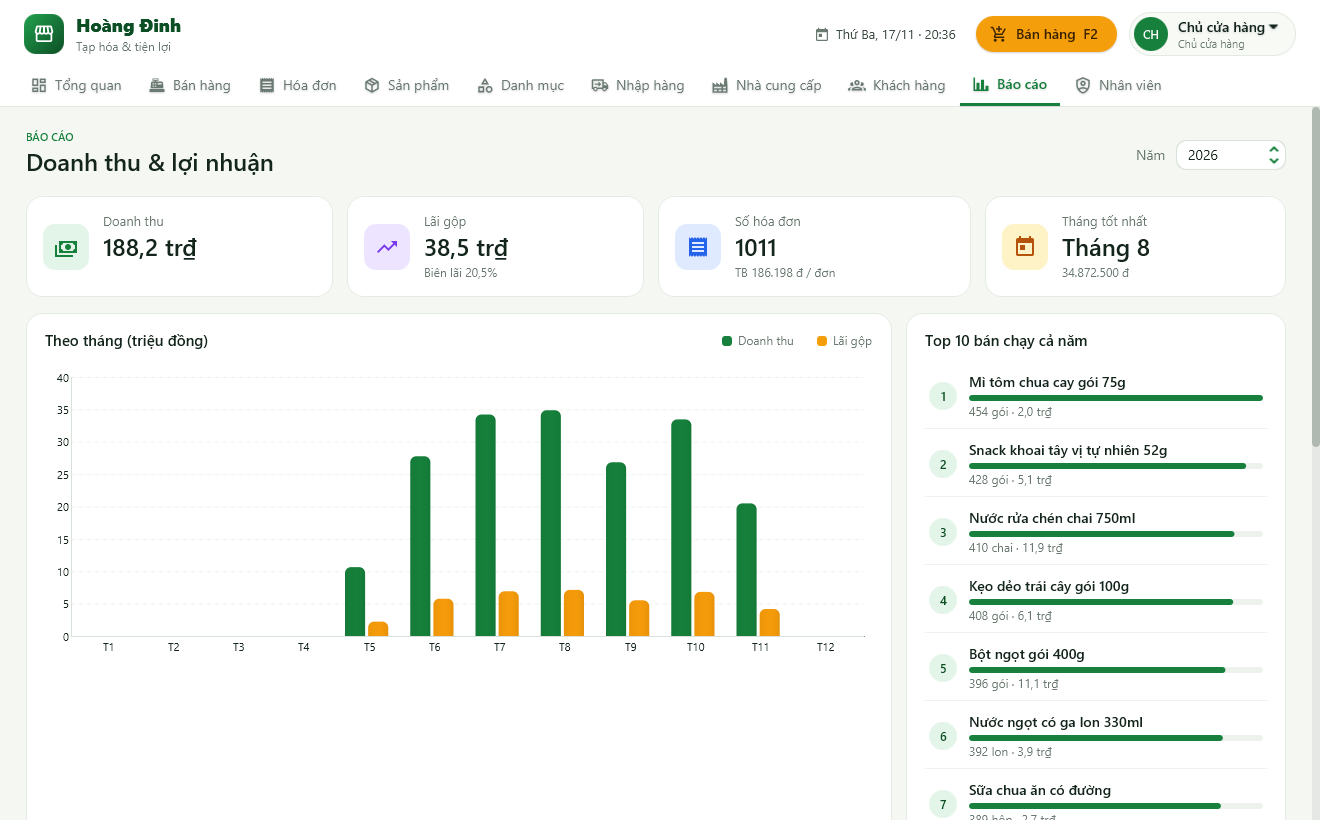 Hoàng Đinh
Tạp hóa & tiện lợi
Thứ Ba, 17/11 · 20:36
Bán hàng F2
CH
Chủ cửa hàng
Chủ cửa hàng
Tổng quan
Bán hàng
Hóa đơn
Sản phẩm
Danh mục
Nhập hàng
Nhà cung cấp
Khách hàng
Báo cáo
Nhân viên
BÁO CÁO
Doanh thu & lợi nhuận
Năm
2026
Doanh thu
188,2 trđ
Lãi gộp
38,5 trđ
Biên lãi 20,5%
Số hóa đơn
1011
TB 186.198 đ / đơn
Tháng tốt nhất
Tháng 8
34.872.500 đ
Theo tháng (triệu đồng)
Doanh thu
Lãi gộp
40
35
30
25
20
15
10
5
0
T1
T2
T3
T4
T5
T6
T7
T8
T9
T10
T11
T12
Top 10 bán chạy cả năm
1
Mì tôm chua cay gói 75g
454 gói · 2,0 trđ
2
Snack khoai tây vị tự nhiên 52g
428 gói · 5,1 trđ
3
Nước rửa chén chai 750ml
410 chai · 11,9 trđ
4
Kẹo dẻo trái cây gói 100g
408 gói · 6,1 trđ
5
Bột ngọt gói 400g
396 gói · 11,1 trđ
6
Nước ngọt có ga lon 330ml
392 lon · 3,9 trđ
7
Sữa chua ăn có đường
389 hộp · 2,7 trđ